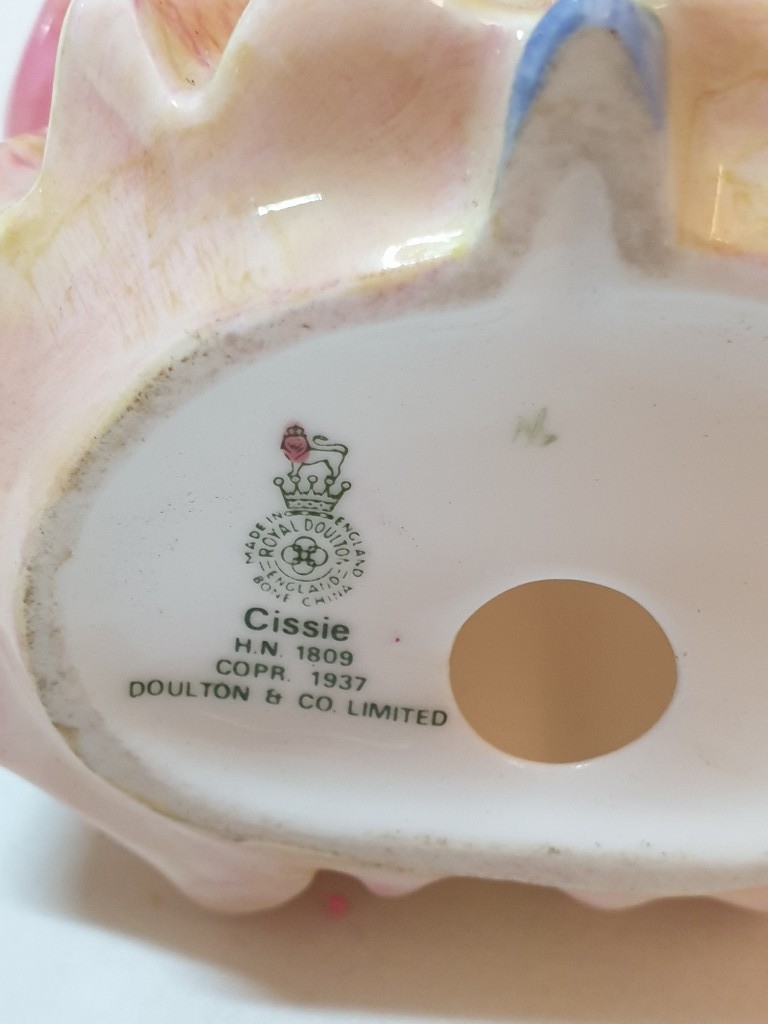 MADE IN ENGLAND
ROYAL DOULTON
ENGLAND
BONE CHINA
Cissie
H.N. 1809
COPR. 1937
DOULTON & CO. LIMITED